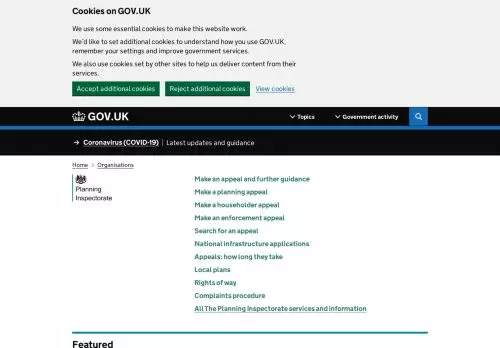 Cookies on GOV.UK
We use some essential cookies to make this website work.
We'd like to set additional cookies to understand how you use GOV.UK,
remember your settings and improve government services.
We also use cookies set by other sites to help us deliver content from their
services.
Accept additional cookies Reject additional cookies View cookies
GOV.UK Topics Government activity
→ Coronavirus (COVID-19) Latest updates and guidance
Home > Organisations
Planning
Inspectorate
Make an appeal and further guidance
Make a planning appeal
Make a householder appeal
Make an enforcement appeal
Search for an appeal
National infrastructure applications
Appeals: how long they take
Local plans
Rights of way
Complaints procedure
All The Planning Inspectorate services and information
Featured